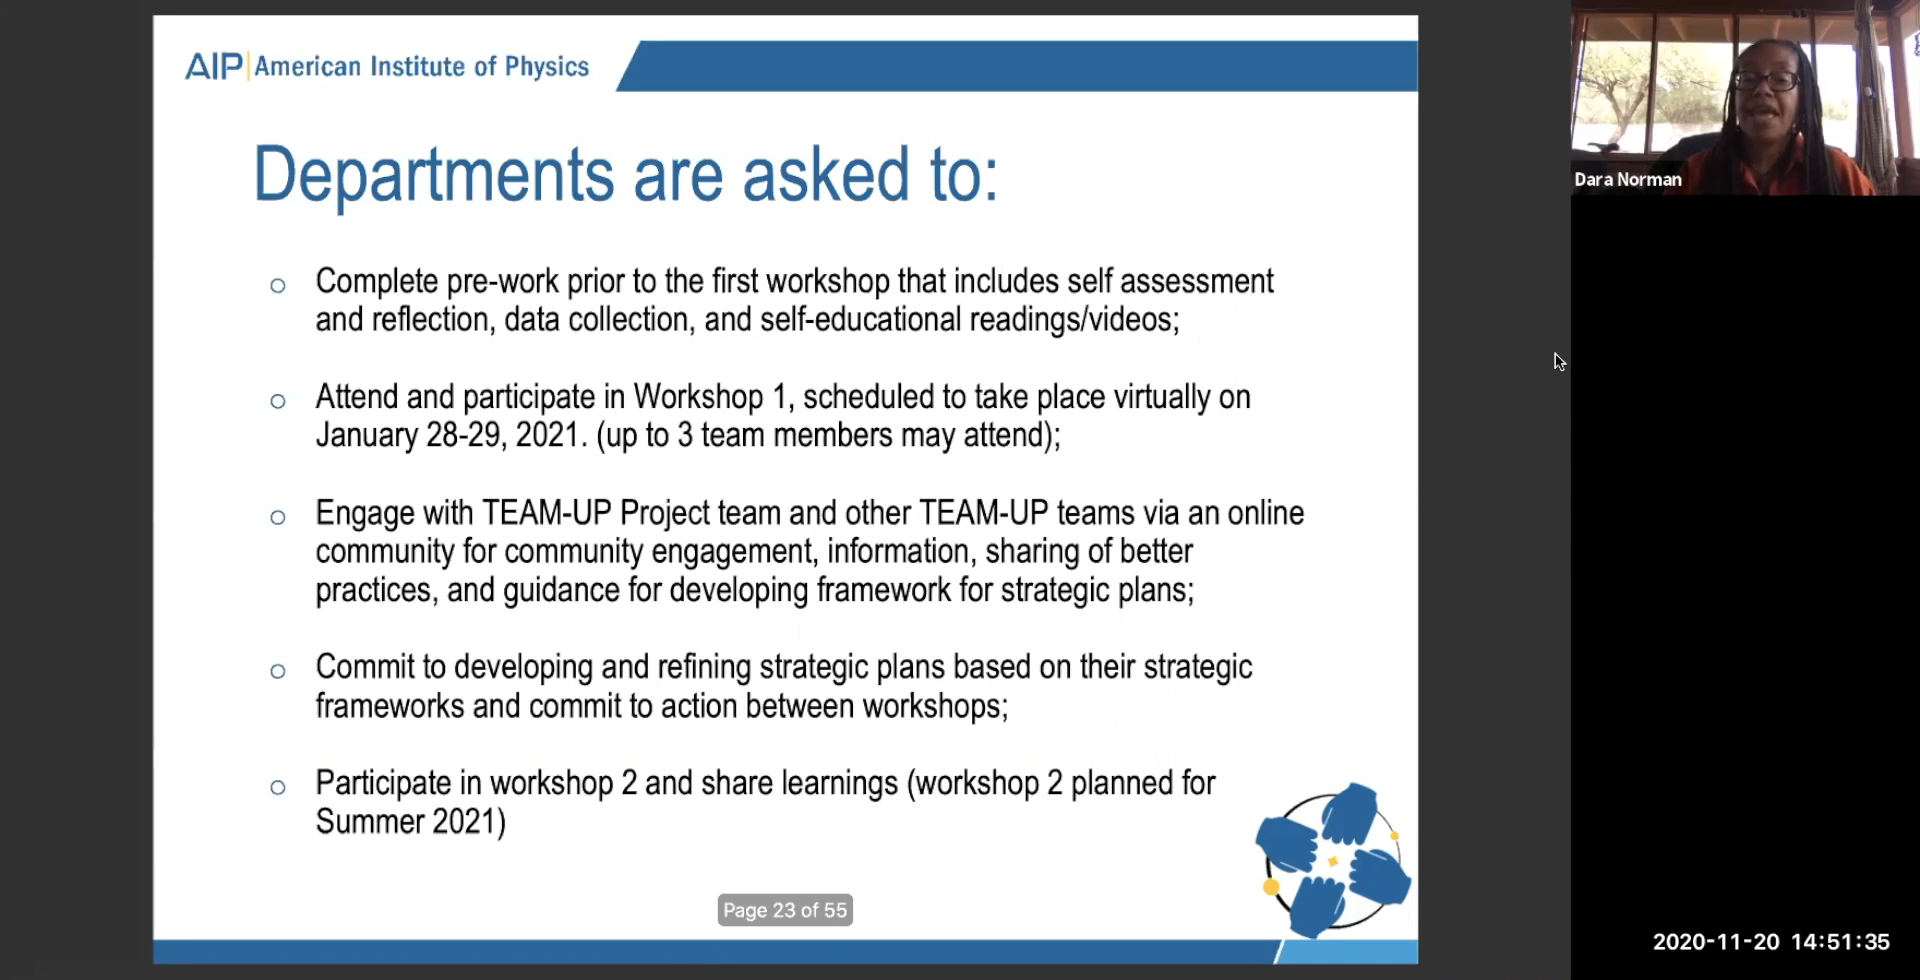 AIP American Institute of Physics
Departments are asked to:
Complete pre-work prior to the first workshop that includes self assessment
and reflection, data collection, and self-educational readings/videos;
Attend and participate in Workshop 1, scheduled to take place virtually on
January 28-29, 2021. (up to 3 team members may attend);
Engage with TEAM-UP Project team and other TEAM-UP teams via an online
community for community engagement, information, sharing of better
practices, and guidance for developing framework for strategic plans;
Commit to developing and refining strategic plans based on their strategic
frameworks and commit to action between workshops;
Participate in workshop 2 and share learnings (workshop 2 planned for
Summer 2021)
Page 23 of 55
Dara Norman
2020-11-20 14:51:35